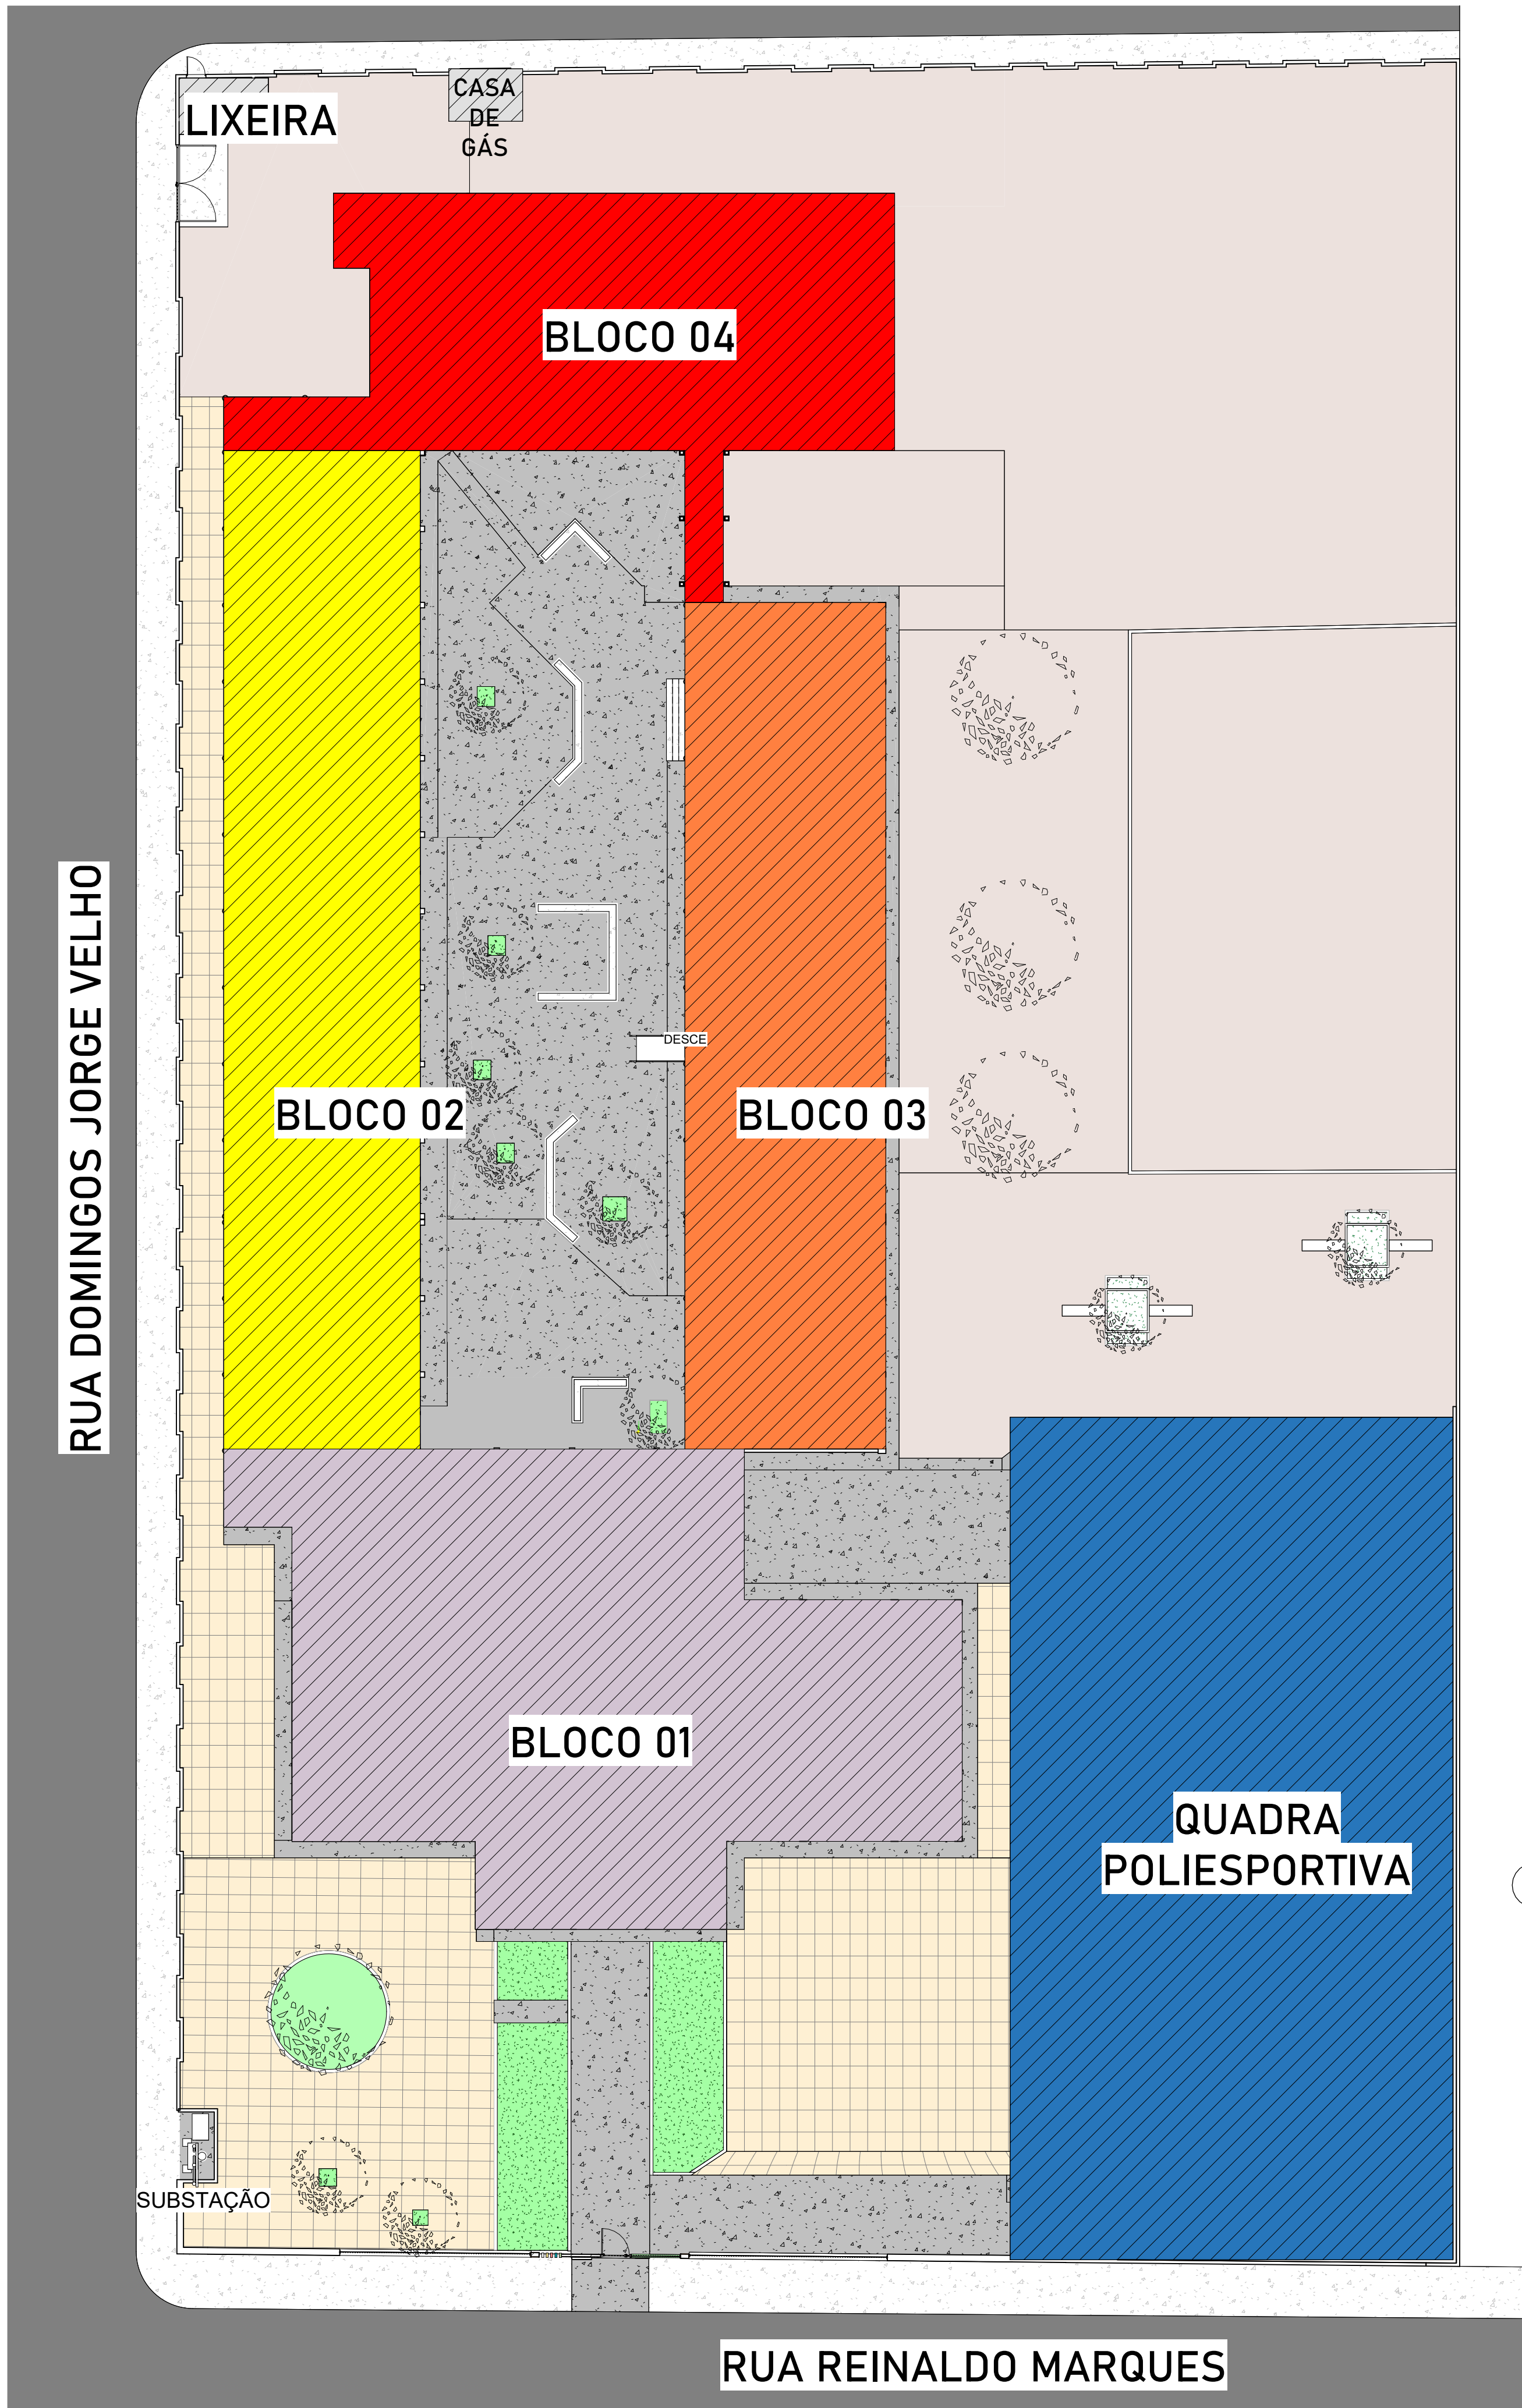 LIXEIRA
CASA
DE
GÁS
BLOCO 04
RUA DOMINGOS JORGE VELHO
DESCE
BLOCO 02
BLOCO 03
BLOCO 01
QUADRA
POLIESPORTIVA
SUBSTAÇÃO
RUA REINALDO MARQUES